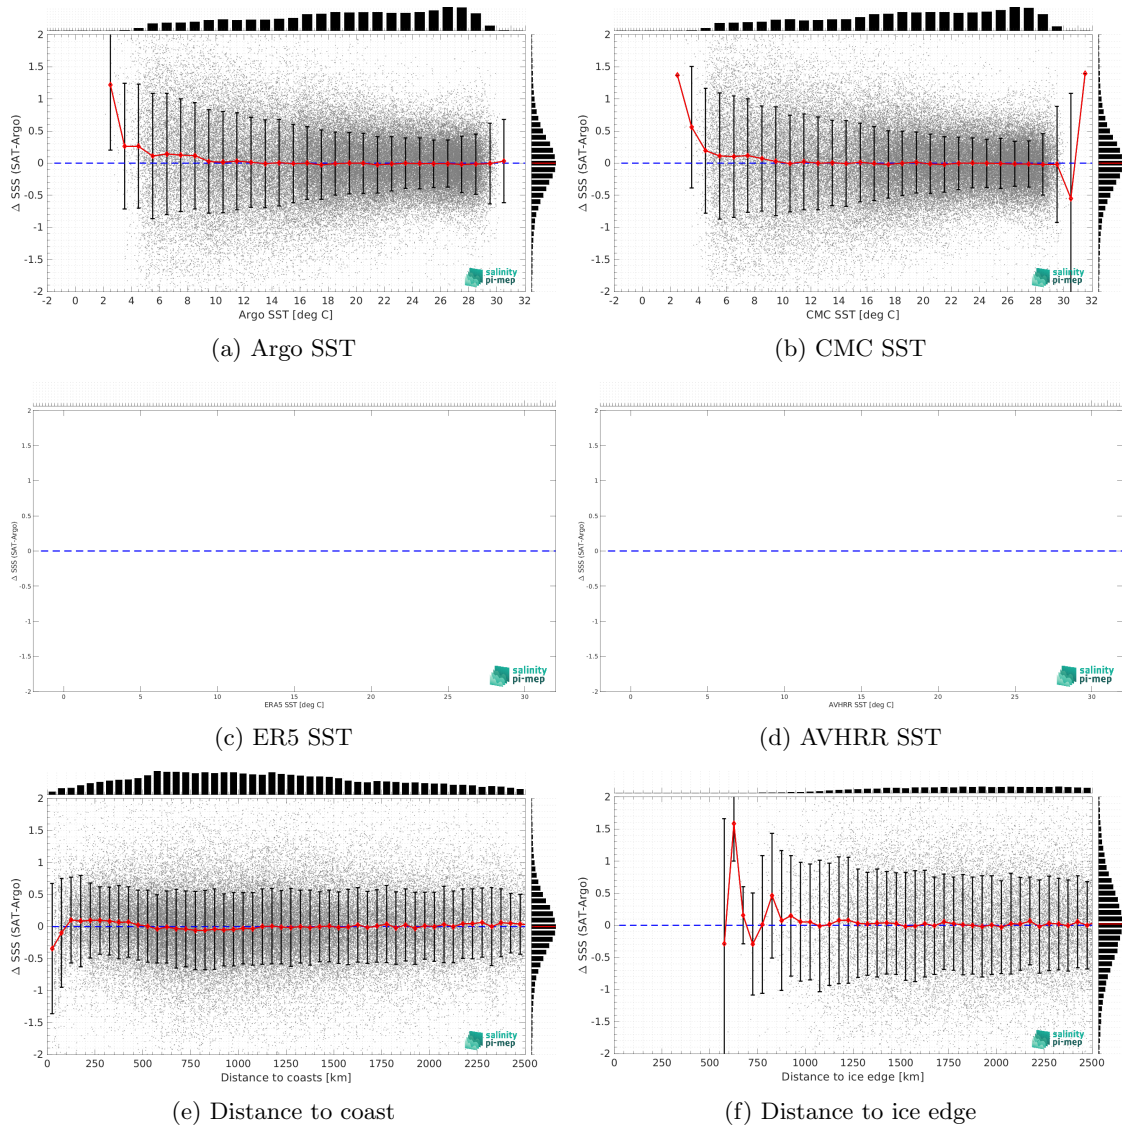 2
1.5
1
0.5
0
-0.5
-1
-1.5
-2
Δ SSS (SAT-Argo)
-2 0 2 4 6 8 10 12 14 16 18 20 22 24 26 28 30 32
Argo SST [deg C]
salinity
pi-mep
(a) Argo SST
2
1.5
1
0.5
0
-0.5
-1
-1.5
-2
Δ SSS (SAT-Argo)
-2 0 2 4 6 8 10 12 14 16 18 20 22 24 26 28 30 32
CMC SST [deg C]
salinity
pi-mep
(b) CMC SST
2
1.5
1
0.5
0
-0.5
-1
-1.5
-2
Δ SSS (SAT-Argo)
0 5 10 15 20 25 30
ERA5 SST [deg C]
salinity
pi-mep
(c) ER5 SST
2
1.5
1
0.5
0
-0.5
-1
-1.5
-2
Δ SSS (SAT-Argo)
0 5 10 15 20 25 30
AVHRR SST [deg C]
salinity
pi-mep
(d) AVHRR SST
2
1.5
1
0.5
0
-0.5
-1
-1.5
-2
Δ SSS (SAT-Argo)
0 250 500 750 1000 1250 1500 1750 2000 2250 2500
Distance to coasts [km]
salinity
pi-mep
(e) Distance to coast
2
1.5
1
0.5
0
-0.5
-1
-1.5
-2
Δ SSS (SAT-Argo)
0 250 500 750 1000 1250 1500 1750 2000 2250 2500
Distance to ice edge [km]
salinity
pi-mep
(f) Distance to ice edge